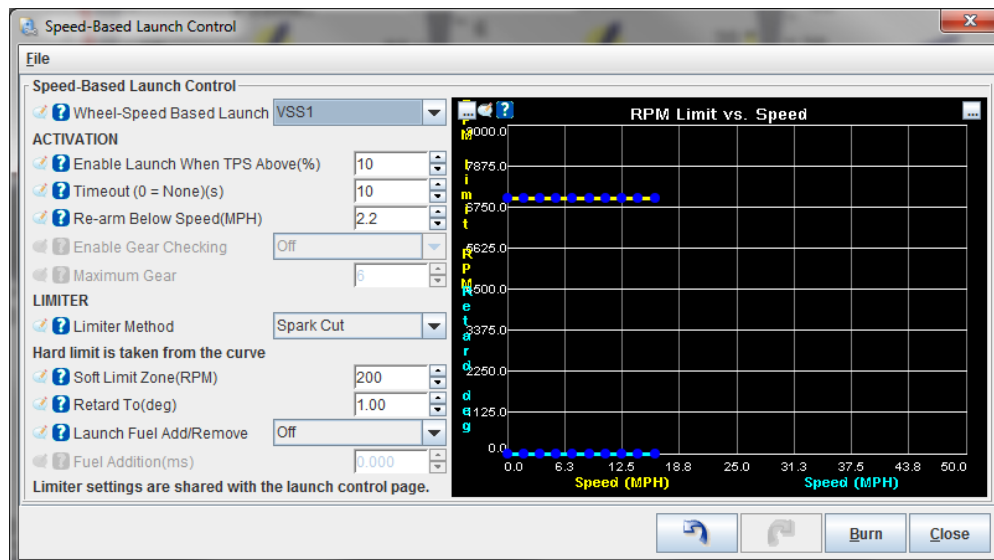 Speed-Based Launch Control
File
Speed-Based Launch Control
Wheel-Speed Based Launch VSS1
ACTIVATION
Enable Launch When TPS Above(%) 10
Timeout (0 = None)(s) 10
Re-arm Below Speed(MPH) 2.2
Enable Gear Checking Off
Maximum Gear 6
LIMITER
Limiter Method Spark Cut
Hard limit is taken from the curve
Soft Limit Zone(RPM) 200
Retard To(deg) 1.00
Launch Fuel Add/Remove Off
Fuel Addition(ms) 0.000
Limiter settings are shared with the launch control page.
RPM Limit vs. Speed
9000.0
7875.0
6750.0
5625.0
4500.0
3375.0
2250.0
1125.0
0.0
RPM limit RPM
Retard deg
0.0 6.3 12.5 18.8 25.0 31.3 37.5 43.8 50.0
Speed (MPH) Speed (MPH)
Burn Close